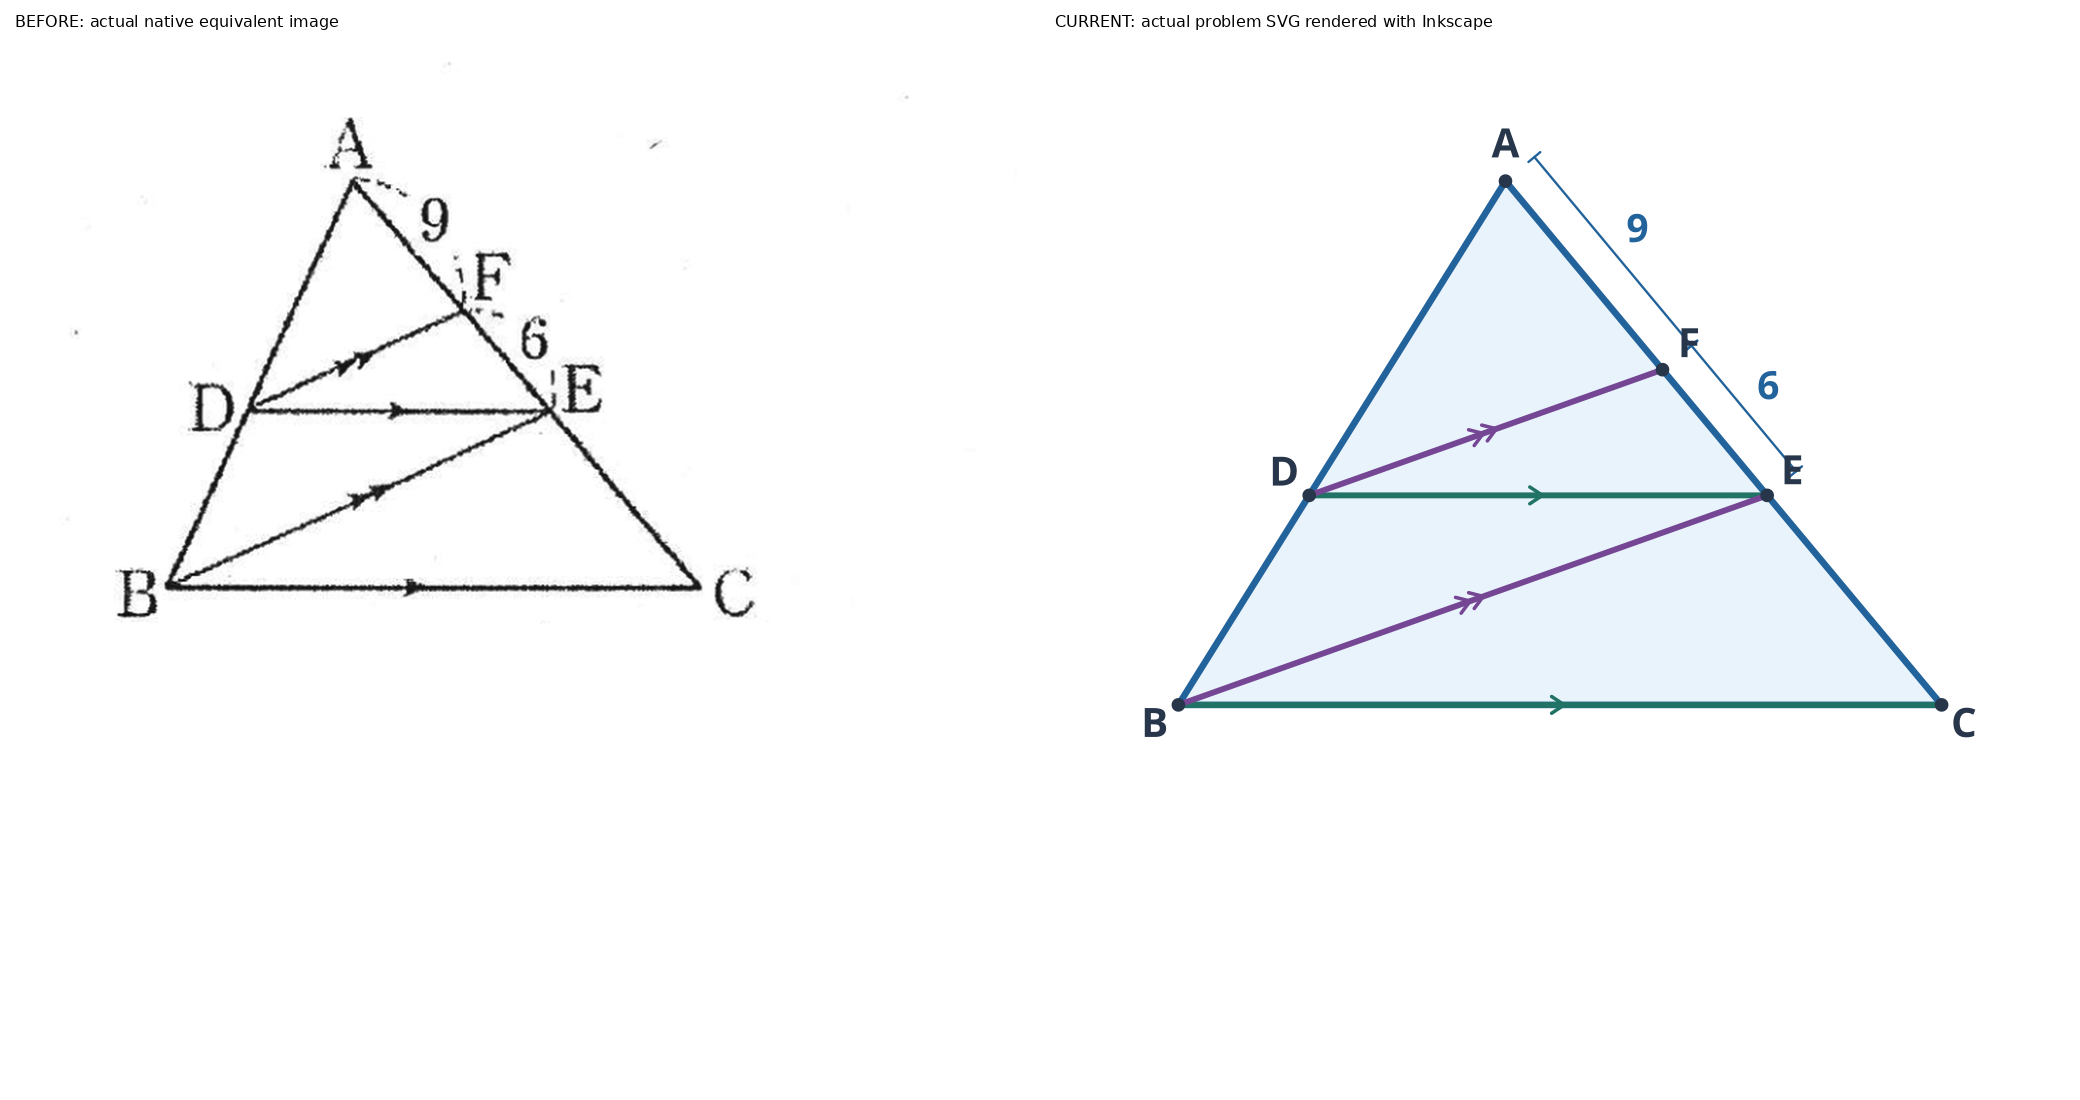 BEFORE: actual native equivalent image
A
9
F
6
D
E
B
C
CURRENT: actual problem SVG rendered with Inkscape
A
9
F
6
D
E
B
C